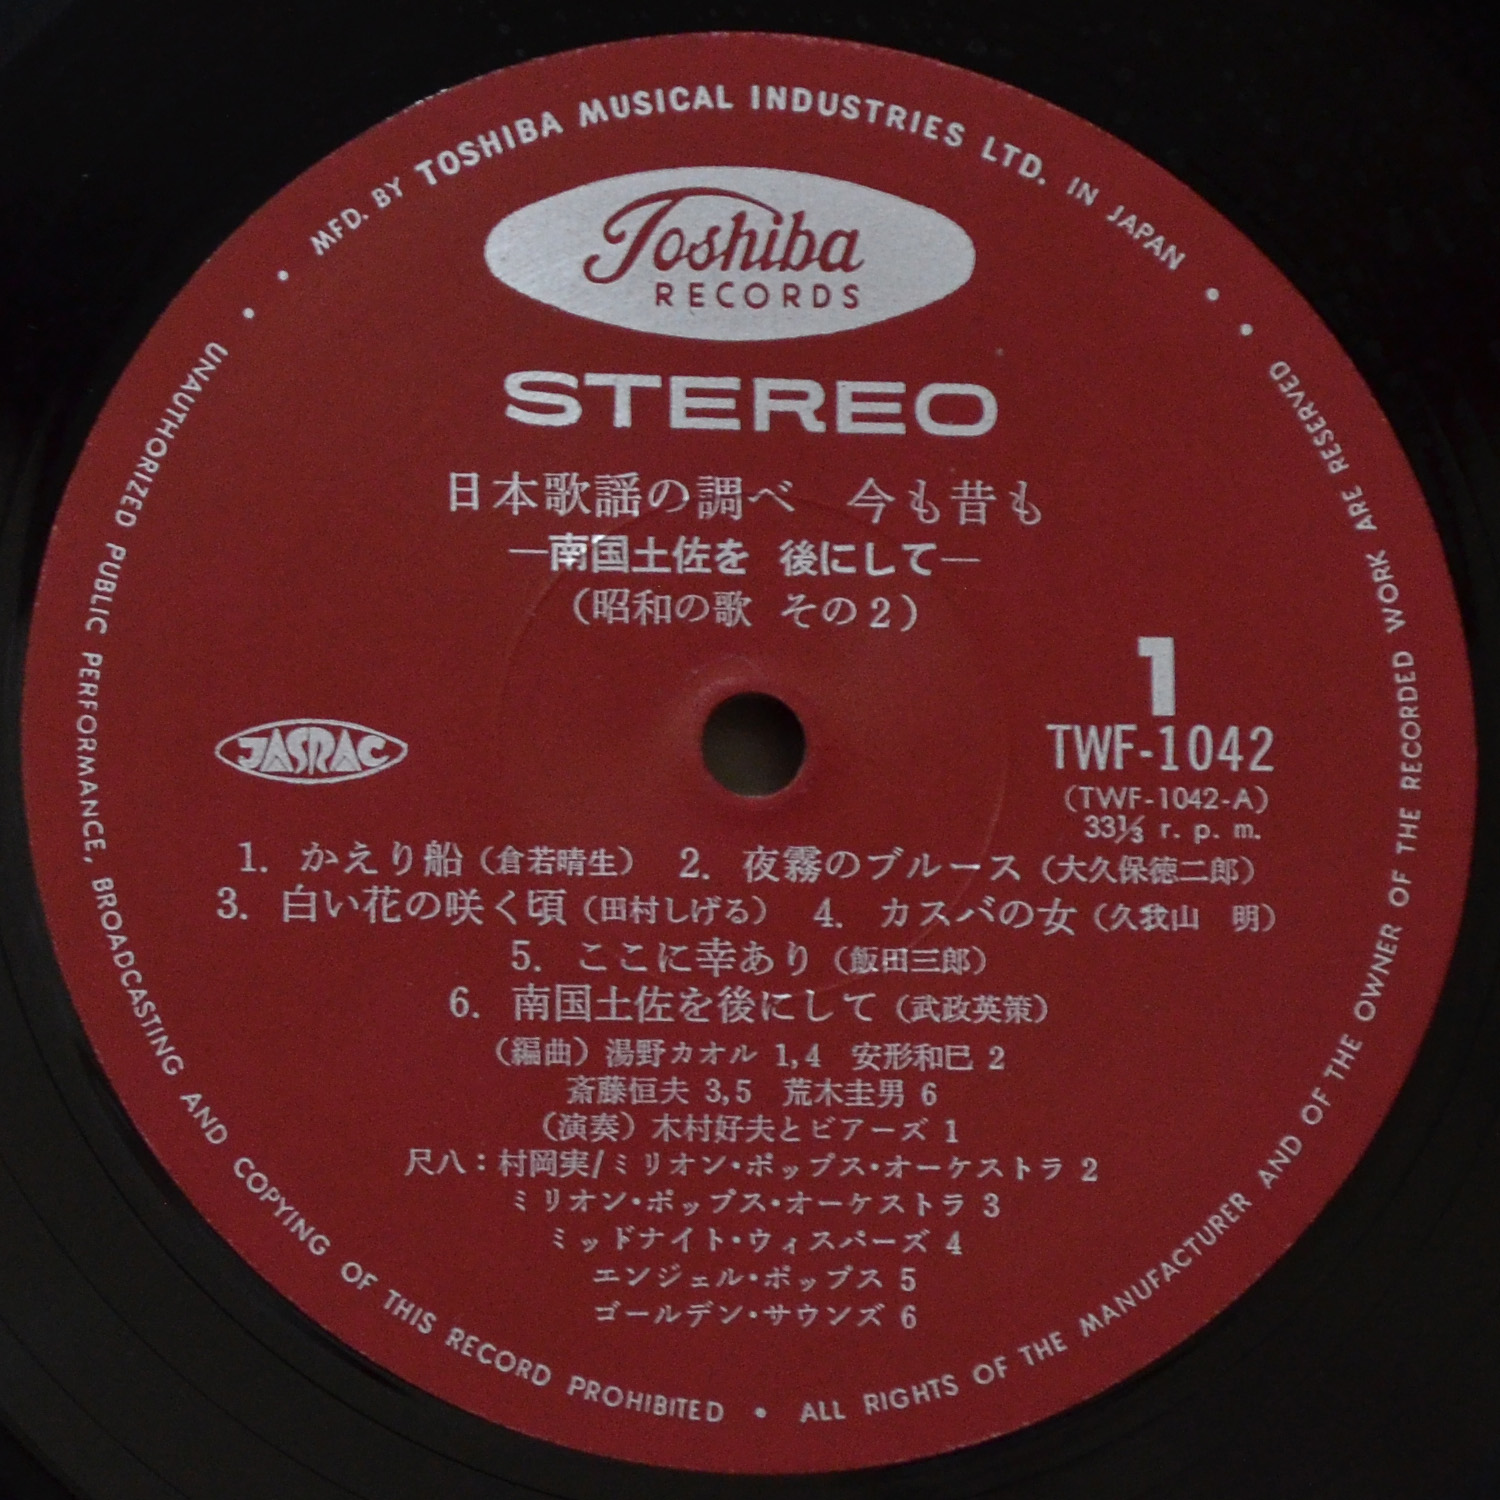 MFD. BY TOSHIBA MUSICAL INDUSTRIES LTD. IN JAPAN
Toshiba
RECORDS
STEREO
日本歌謡の調べ 今も昔も
—南国土佐を 後にして—
（昭和の歌 その2）
1
JASRAC
TWF-1042
(TWF-1042-A)
33⅓ r. p. m.
1. かえり船（倉若晴生） 2. 夜霧のブルース（大久保徳二郎）
3. 白い花の咲く頃（田村しげる） 4. カスバの女（久我山 明）
5. ここに幸あり（飯田三郎）
6. 南国土佐を後にして（武政英策）
（編曲）湯野カオル 1,4 安形和巳 2
斎藤恒夫 3,5 荒木圭男 6
（演奏）木村好夫とビアーズ 1
尺八：村岡実/ミリオン・ポップス・オーケストラ 2
ミリオン・ポップス・オーケストラ 3
ミッドナイト・ウィスパーズ 4
エンジェル・ポップス 5
ゴールデン・サウンズ 6
UNAUTHORIZED PUBLIC PERFORMANCE, BROADCASTING AND COPYING OF THIS RECORD PROHIBITED • ALL RIGHTS OF THE MANUFACTURER AND OF THE OWNER OF THE RECORDED WORK ARE RESERVED